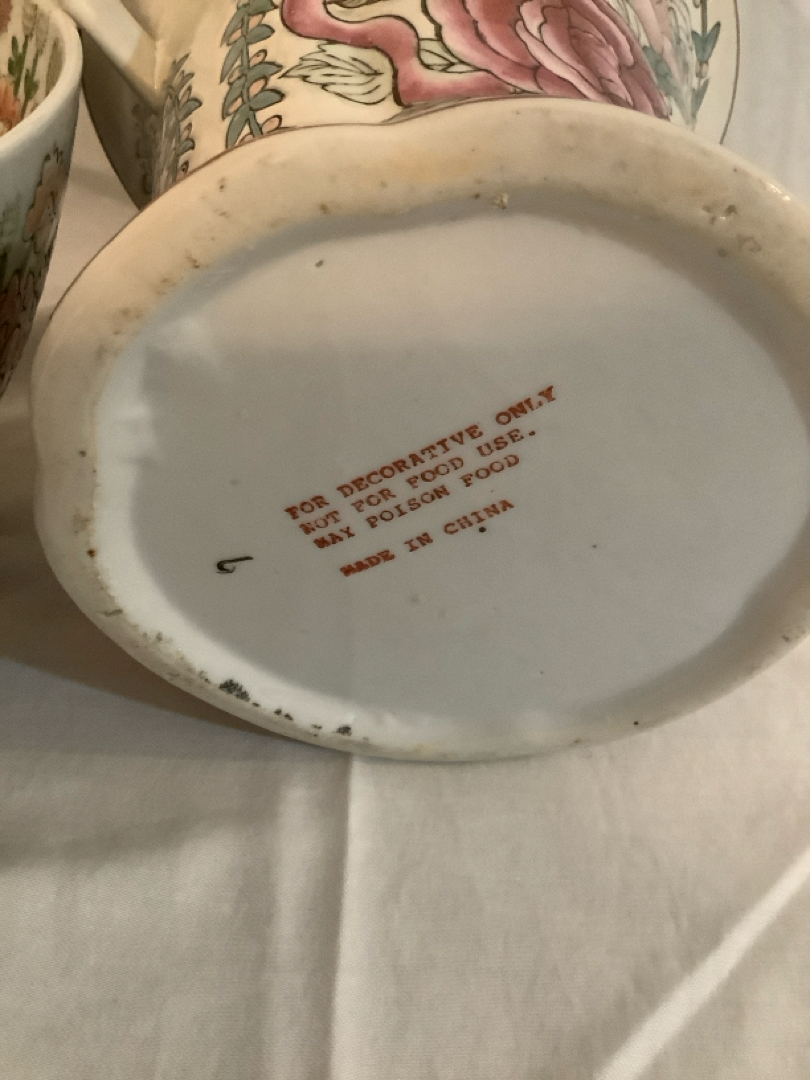 FOR DECORATIVE ONLY
NOT FOR FOOD USE.
MAY POISON FOOD
MADE IN CHINA